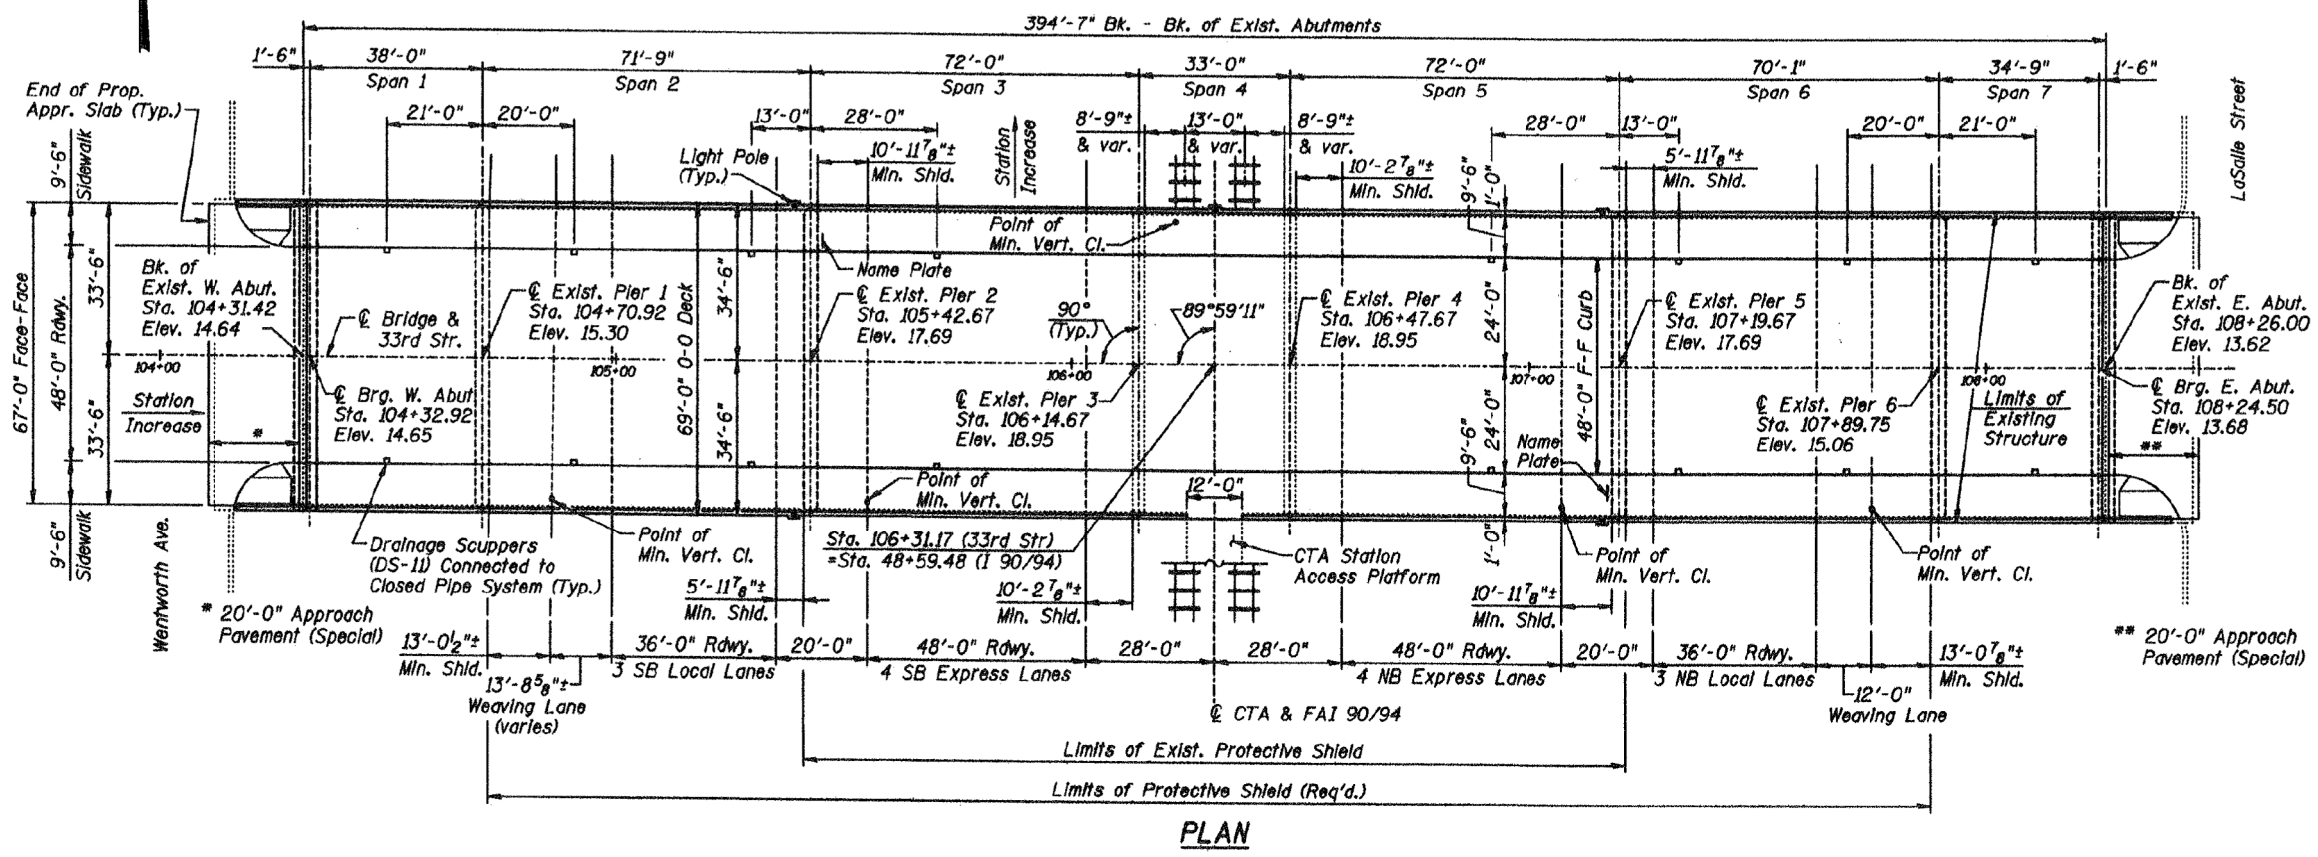 394'-7" Bk. - Bk. of Exist. Abutments
1'-6"
38'-0"
71'-9"
72'-0"
33'-0"
72'-0"
70'-1"
34'-9"
1'-6"
Span 1
Span 2
Span 3
Span 4
Span 5
Span 6
Span 7
End of Prop.
Appr. Slab (Typ.)
21'-0"
20'-0"
13'-0"
28'-0"
Station
Increase
8'-9"±
& var.
13'-0"
& var.
8'-9"±
& var.
28'-0"
13'-0"
20'-0"
21'-0"
LaSalle Street
9'-6"
Sidewalk
Light Pole
(Typ.)
10'-11⅞"±
Min. Shld.
10'-2⅞"±
Min. Shld.
9'-6"
1'-0"
5'-11⅞"±
Min. Shld.
Point of
Min. Vert. Cl.
67'-0" Face-Face
48'-0" Rdwy.
33'-6"
33'-6"
Bk. of
Exist. W. Abut.
Sta. 104+31.42
Elev. 14.64
℄ Bridge &
33rd Str.
℄ Exist. Pier 1
Sta. 104+70.92
Elev. 15.30
69'-0" O-O Deck
34'-6"
34'-6"
Name Plate
℄ Exist. Pier 2
Sta. 105+42.67
Elev. 17.69
90°
(Typ.)
89°59'11"
℄ Exist. Pier 4
Sta. 106+47.67
Elev. 18.95
24'-0"
24'-0"
48'-0" F-F Curb
℄ Exist. Pier 5
Sta. 107+19.67
Elev. 17.69
Bk. of
Exist. E. Abut.
Sta. 108+26.00
Elev. 13.62
104+00
105+00
106+00
107+00
108+00
Station
Increase
*
℄ Brg. W. Abut
Sta. 104+32.92
Elev. 14.65
℄ Exist. Pier 3
Sta. 106+14.67
Elev. 18.95
℄ Exist. Pier 6
Sta. 107+89.75
Elev. 15.06
Limits of
Existing
Structure
℄ Brg. E. Abut.
Sta. 108+24.50
Elev. 13.68
**
Name
Plate
9'-6"
1'-0"
Point of
Min. Vert. Cl.
12'-0"
9'-6"
Sidewalk
Wentworth Ave.
Drainage Scuppers
(DS-11) Connected to
Closed Pipe System (Typ.)
Point of
Min. Vert. Cl.
Sta. 106+31.17 (33rd Str)
=Sta. 48+59.48 (I 90/94)
CTA Station
Access Platform
Point of
Min. Vert. Cl.
Point of
Min. Vert. Cl.
5'-11⅞"±
Min. Shld.
10'-2⅞"±
Min. Shld.
10'-11⅞"±
Min. Shld.
* 20'-0" Approach
Pavement (Special)
** 20'-0" Approach
Pavement (Special)
13'-0½"±
Min. Shld.
36'-0" Rdwy.
3 SB Local Lanes
20'-0"
48'-0" Rdwy.
4 SB Express Lanes
28'-0"
28'-0"
48'-0" Rdwy.
4 NB Express Lanes
20'-0"
36'-0" Rdwy.
3 NB Local Lanes
13'-0⅞"±
Min. Shld.
13'-8⅝"±
Weaving Lane
(varies)
12'-0"
Weaving Lane
℄ CTA & FAI 90/94
Limits of Exist. Protective Shield
Limits of Protective Shield (Req'd.)
PLAN